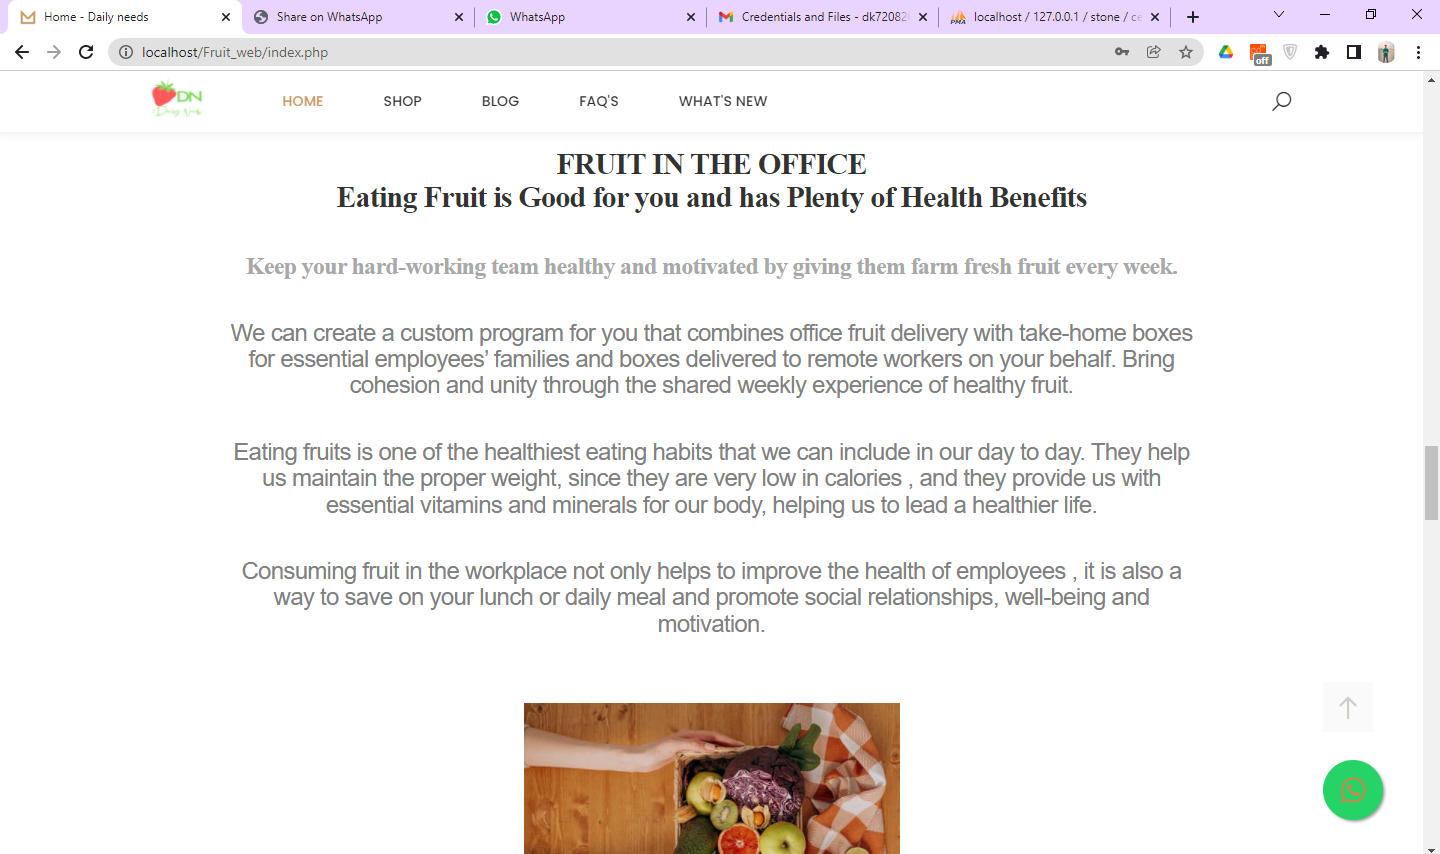 Home - Daily needs
Share on WhatsApp
WhatsApp
Credentials and Files - dk7208
localhost / 127.0.0.1 / stone / ce
localhost/Fruit_web/index.php
off
DN
Daily Needs
HOME
SHOP
BLOG
FAQ'S
WHAT'S NEW
FRUIT IN THE OFFICE
Eating Fruit is Good for you and has Plenty of Health Benefits
Keep your hard-working team healthy and motivated by giving them farm fresh fruit every week.
We can create a custom program for you that combines office fruit delivery with take-home boxes
for essential employees’ families and boxes delivered to remote workers on your behalf. Bring
cohesion and unity through the shared weekly experience of healthy fruit.
Eating fruits is one of the healthiest eating habits that we can include in our day to day. They help
us maintain the proper weight, since they are very low in calories , and they provide us with
essential vitamins and minerals for our body, helping us to lead a healthier life.
Consuming fruit in the workplace not only helps to improve the health of employees , it is also a
way to save on your lunch or daily meal and promote social relationships, well-being and
motivation.